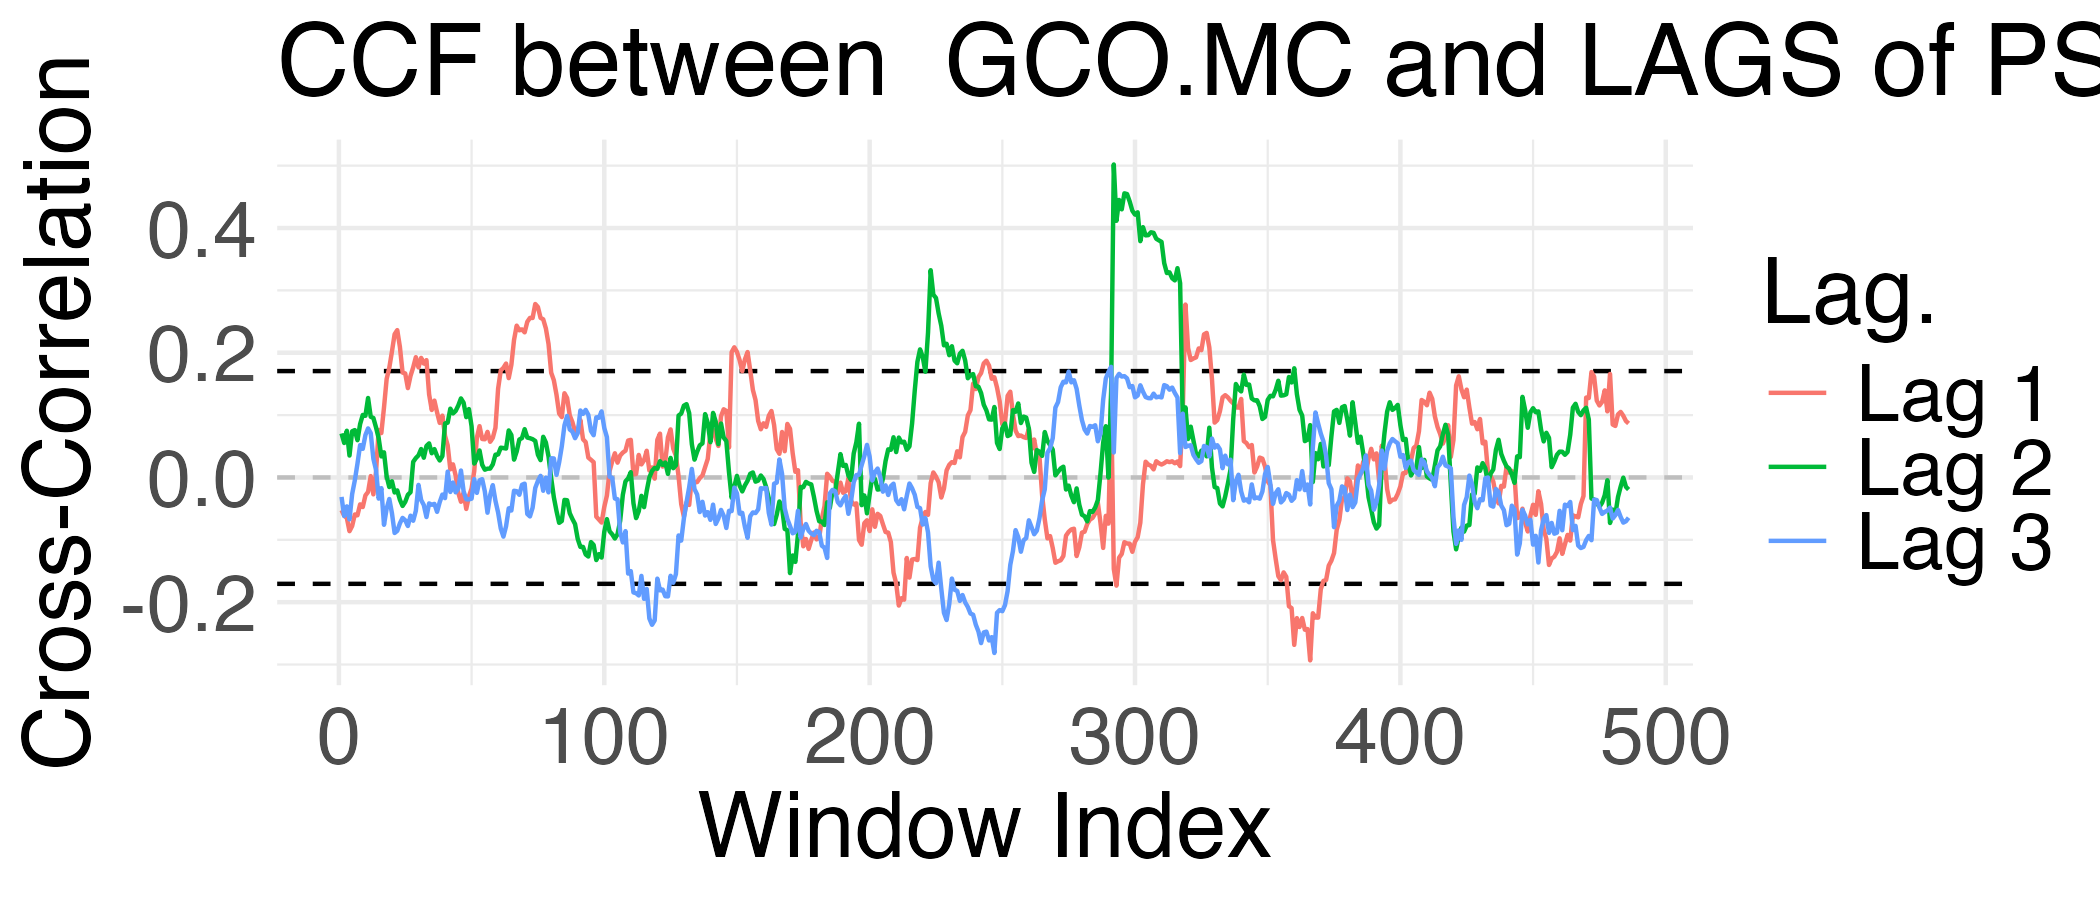 CCF between  GCO.MC and LAGS of PS
Cross-Correlation
0.4
0.2
0.0
-0.2
0
100
200
300
400
500
Window Index
Lag.
Lag 1
Lag 2
Lag 3